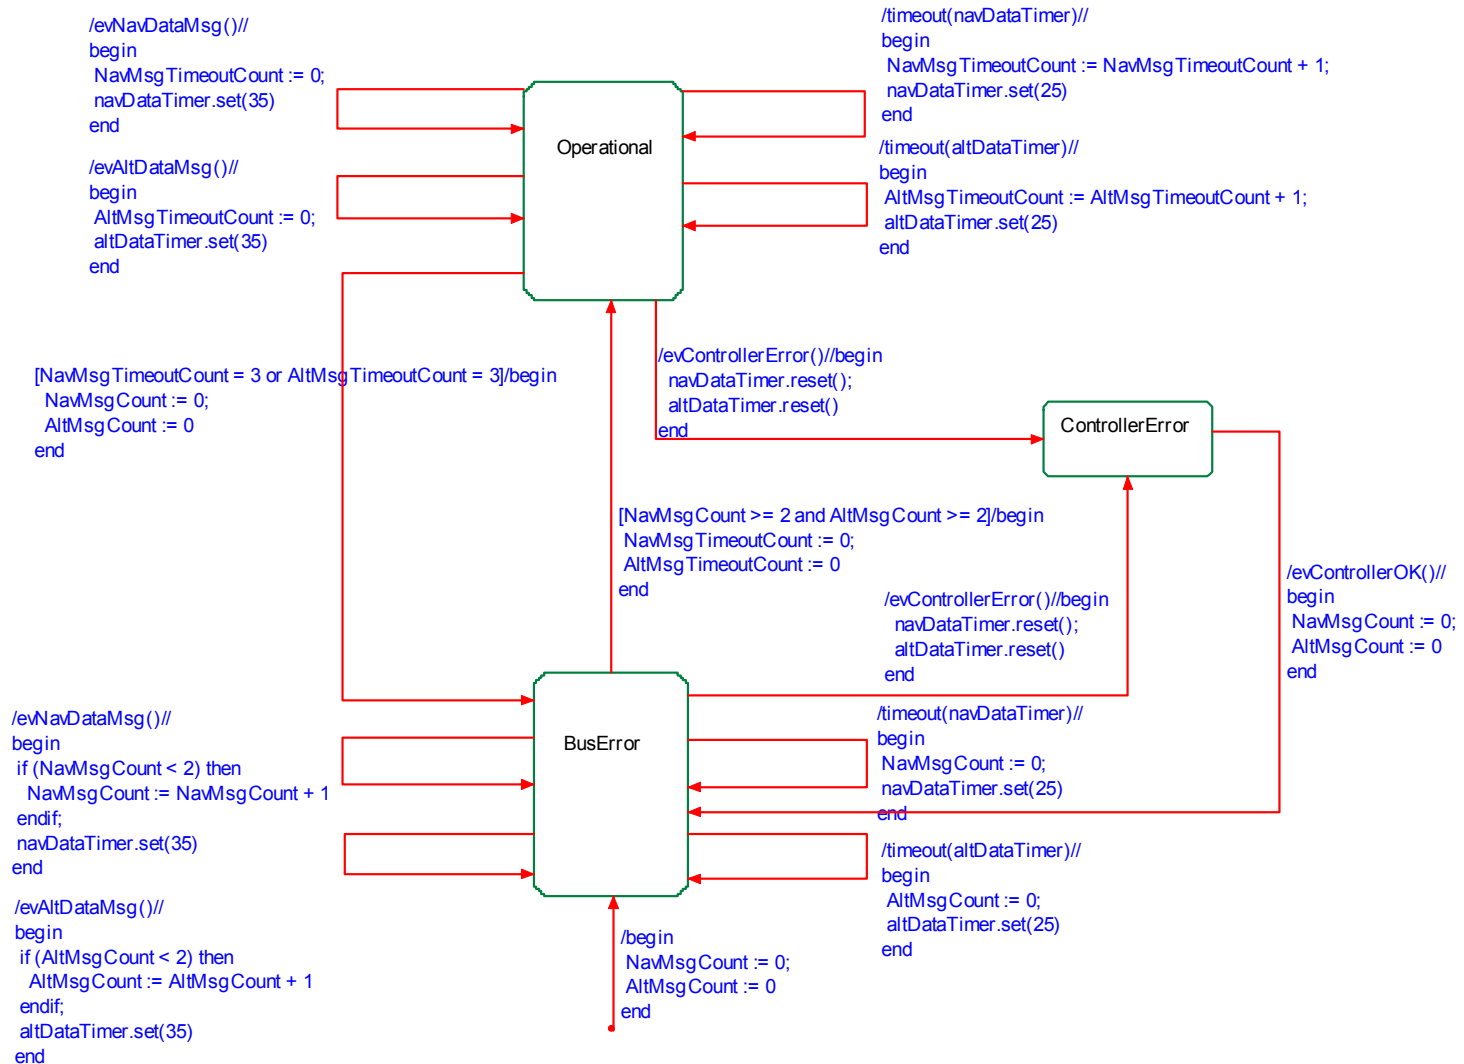 /evNavDataMsg()//
begin
NavMsgTimeoutCount := 0;
navDataTimer.set(35)
end
/timeout(navDataTimer)//
begin
NavMsgTimeoutCount := NavMsgTimeoutCount + 1;
navDataTimer.set(25)
end
Operational
/evAltDataMsg()//
begin
AltMsgTimeoutCount := 0;
altDataTimer.set(35)
end
/timeout(altDataTimer)//
begin
AltMsgTimeoutCount := AltMsgTimeoutCount + 1;
altDataTimer.set(25)
end
[NavMsgTimeoutCount = 3 or AltMsgTimeoutCount = 3]/begin
NavMsgCount := 0;
AltMsgCount := 0
end
/evControllerError()//begin
navDataTimer.reset();
altDataTimer.reset()
end
ControllerError
[NavMsgCount >= 2 and AltMsgCount >= 2]/begin
NavMsgTimeoutCount := 0;
AltMsgTimeoutCount := 0
end
/evControllerError()//begin
navDataTimer.reset();
altDataTimer.reset()
end
/evControllerOK()//
begin
NavMsgCount := 0;
AltMsgCount := 0
end
/evNavDataMsg()//
begin
if (NavMsgCount < 2) then
NavMsgCount := NavMsgCount + 1
endif;
navDataTimer.set(35)
end
BusError
/timeout(navDataTimer)//
begin
NavMsgCount := 0;
navDataTimer.set(25)
end
/timeout(altDataTimer)//
begin
AltMsgCount := 0;
altDataTimer.set(25)
end
/evAltDataMsg()//
begin
if (AltMsgCount < 2) then
AltMsgCount := AltMsgCount + 1
endif;
altDataTimer.set(35)
end
/begin
NavMsgCount := 0;
AltMsgCount := 0
end